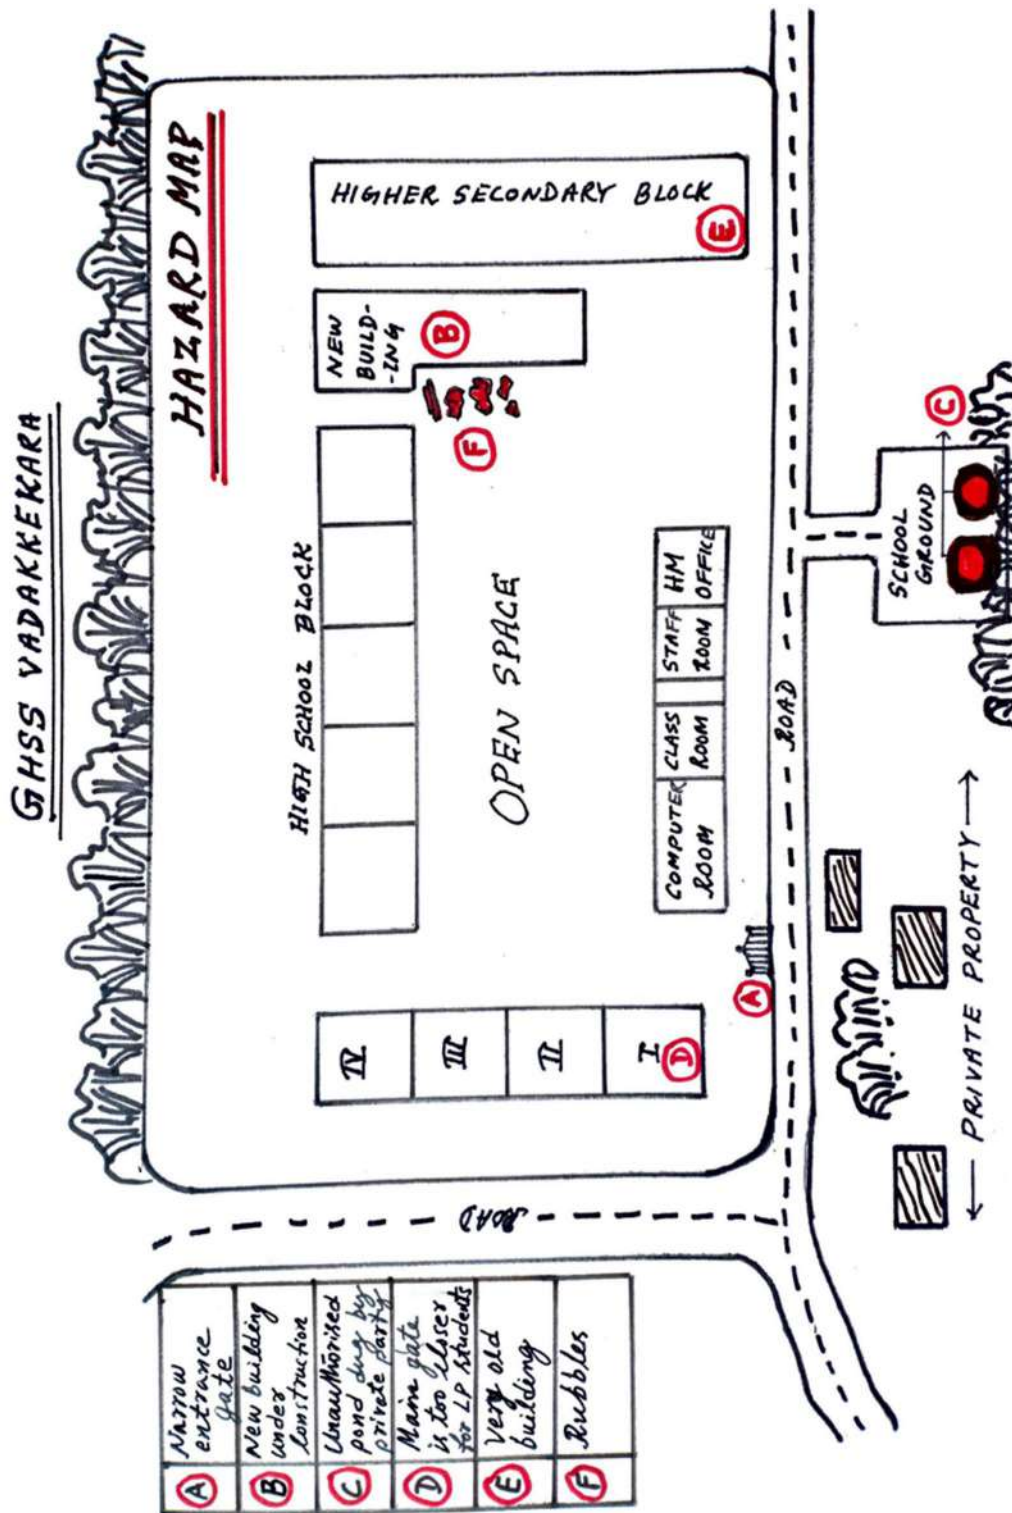 GHSS VADAKKEKARA
HAZARD MAP
HIGHER SECONDARY BLOCK
E
NEW
BUILD-
-ING
B
F
HIGH SCHOOL BLOCK
OPEN SPACE
COMPUTER
ROOM
CLASS
ROOM
STAFF
ROOM
HM
OFFICE
IV
III
II
I
D
A
ROAD
ROAD
SCHOOL
GROUND
C
PRIVATE PROPERTY
A
Narrow
entrance
gate
B
New building
under
construction
C
Unauthorised
pond dug by
private party
D
Main gate
is too closer
for LP students
E
Very old
building
F
Rubbles